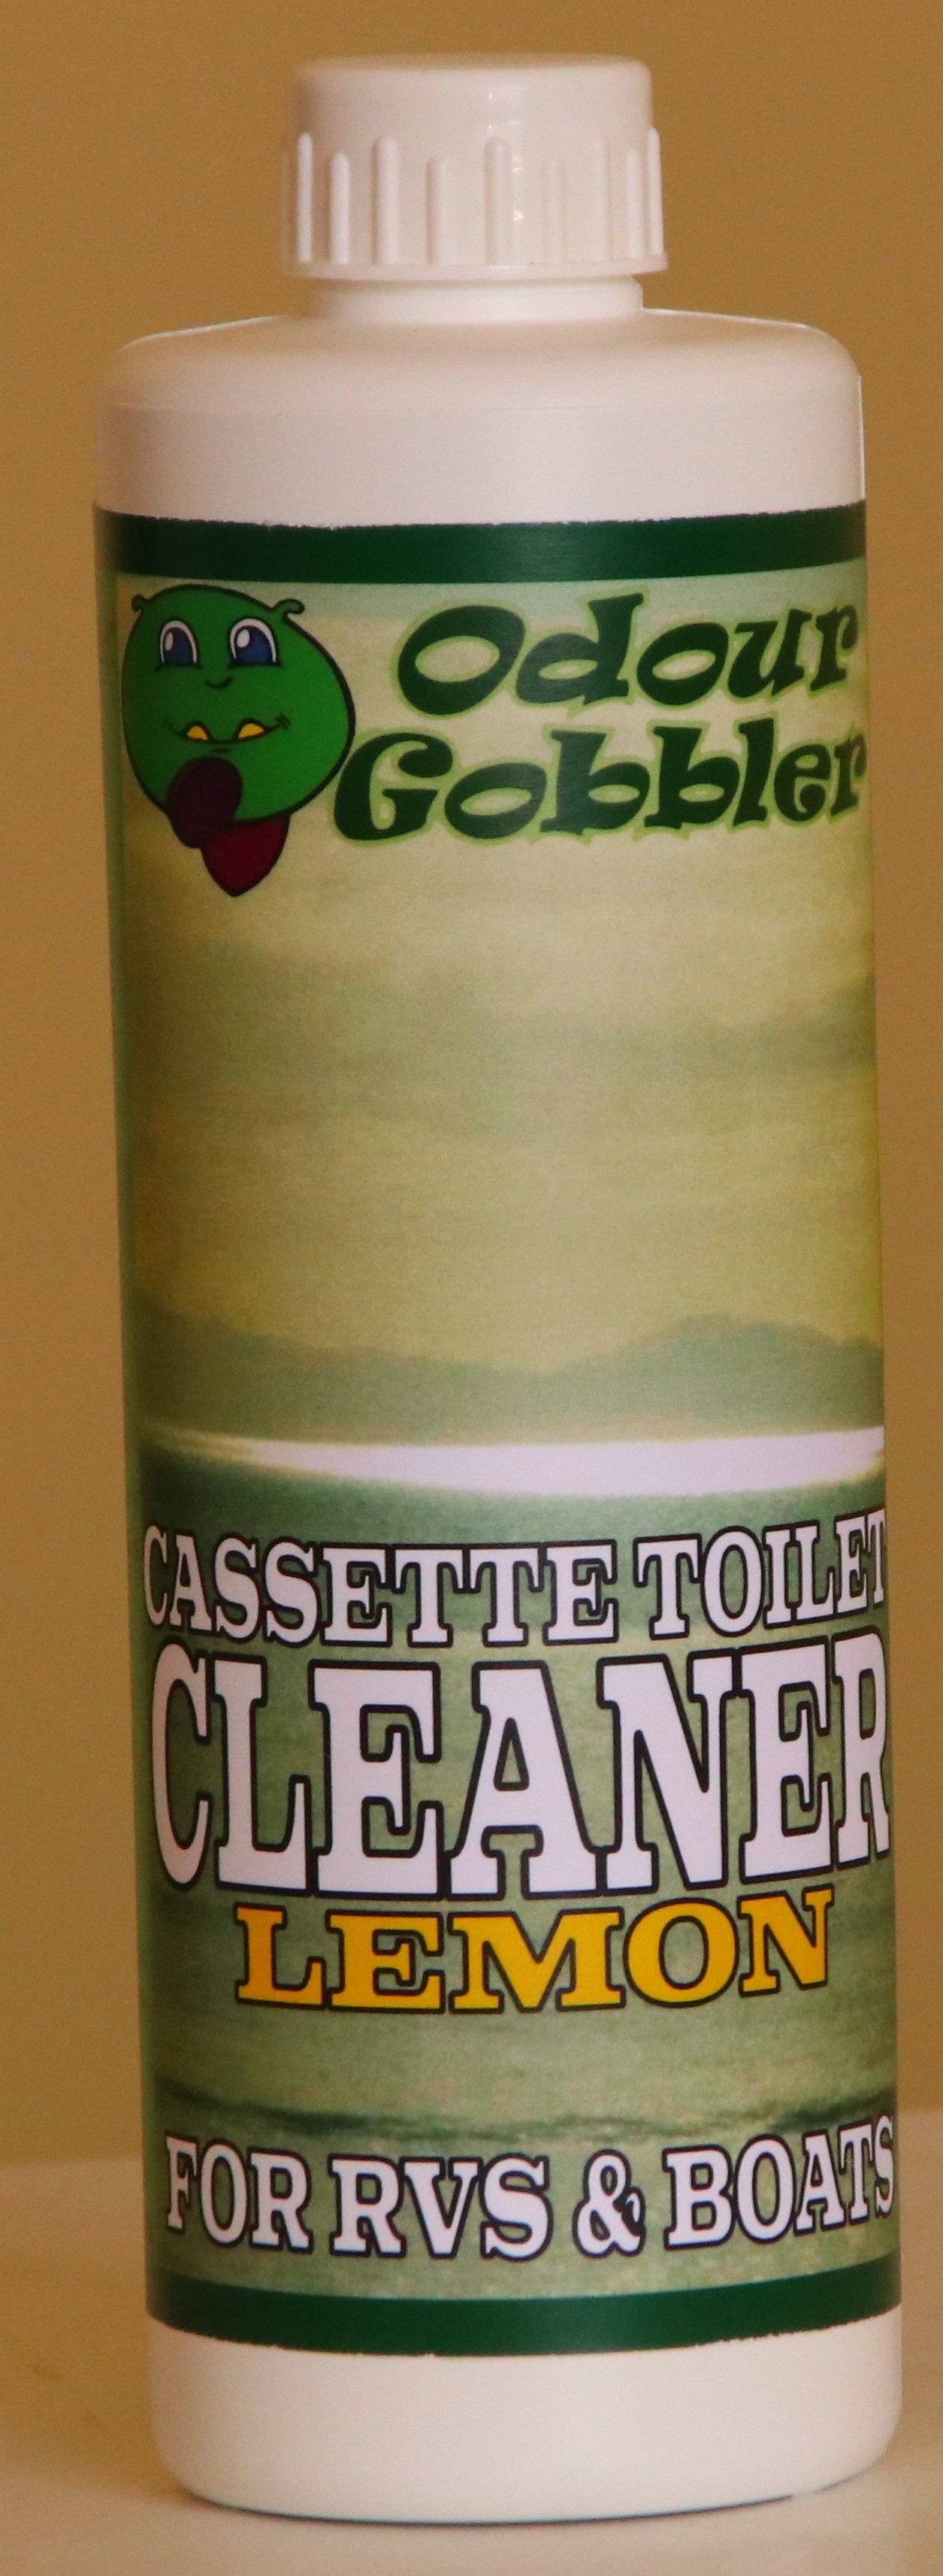 Odour
Gobbler
CASSETTE TOILET
CLEANER
LEMON
FOR RVS & BOATS